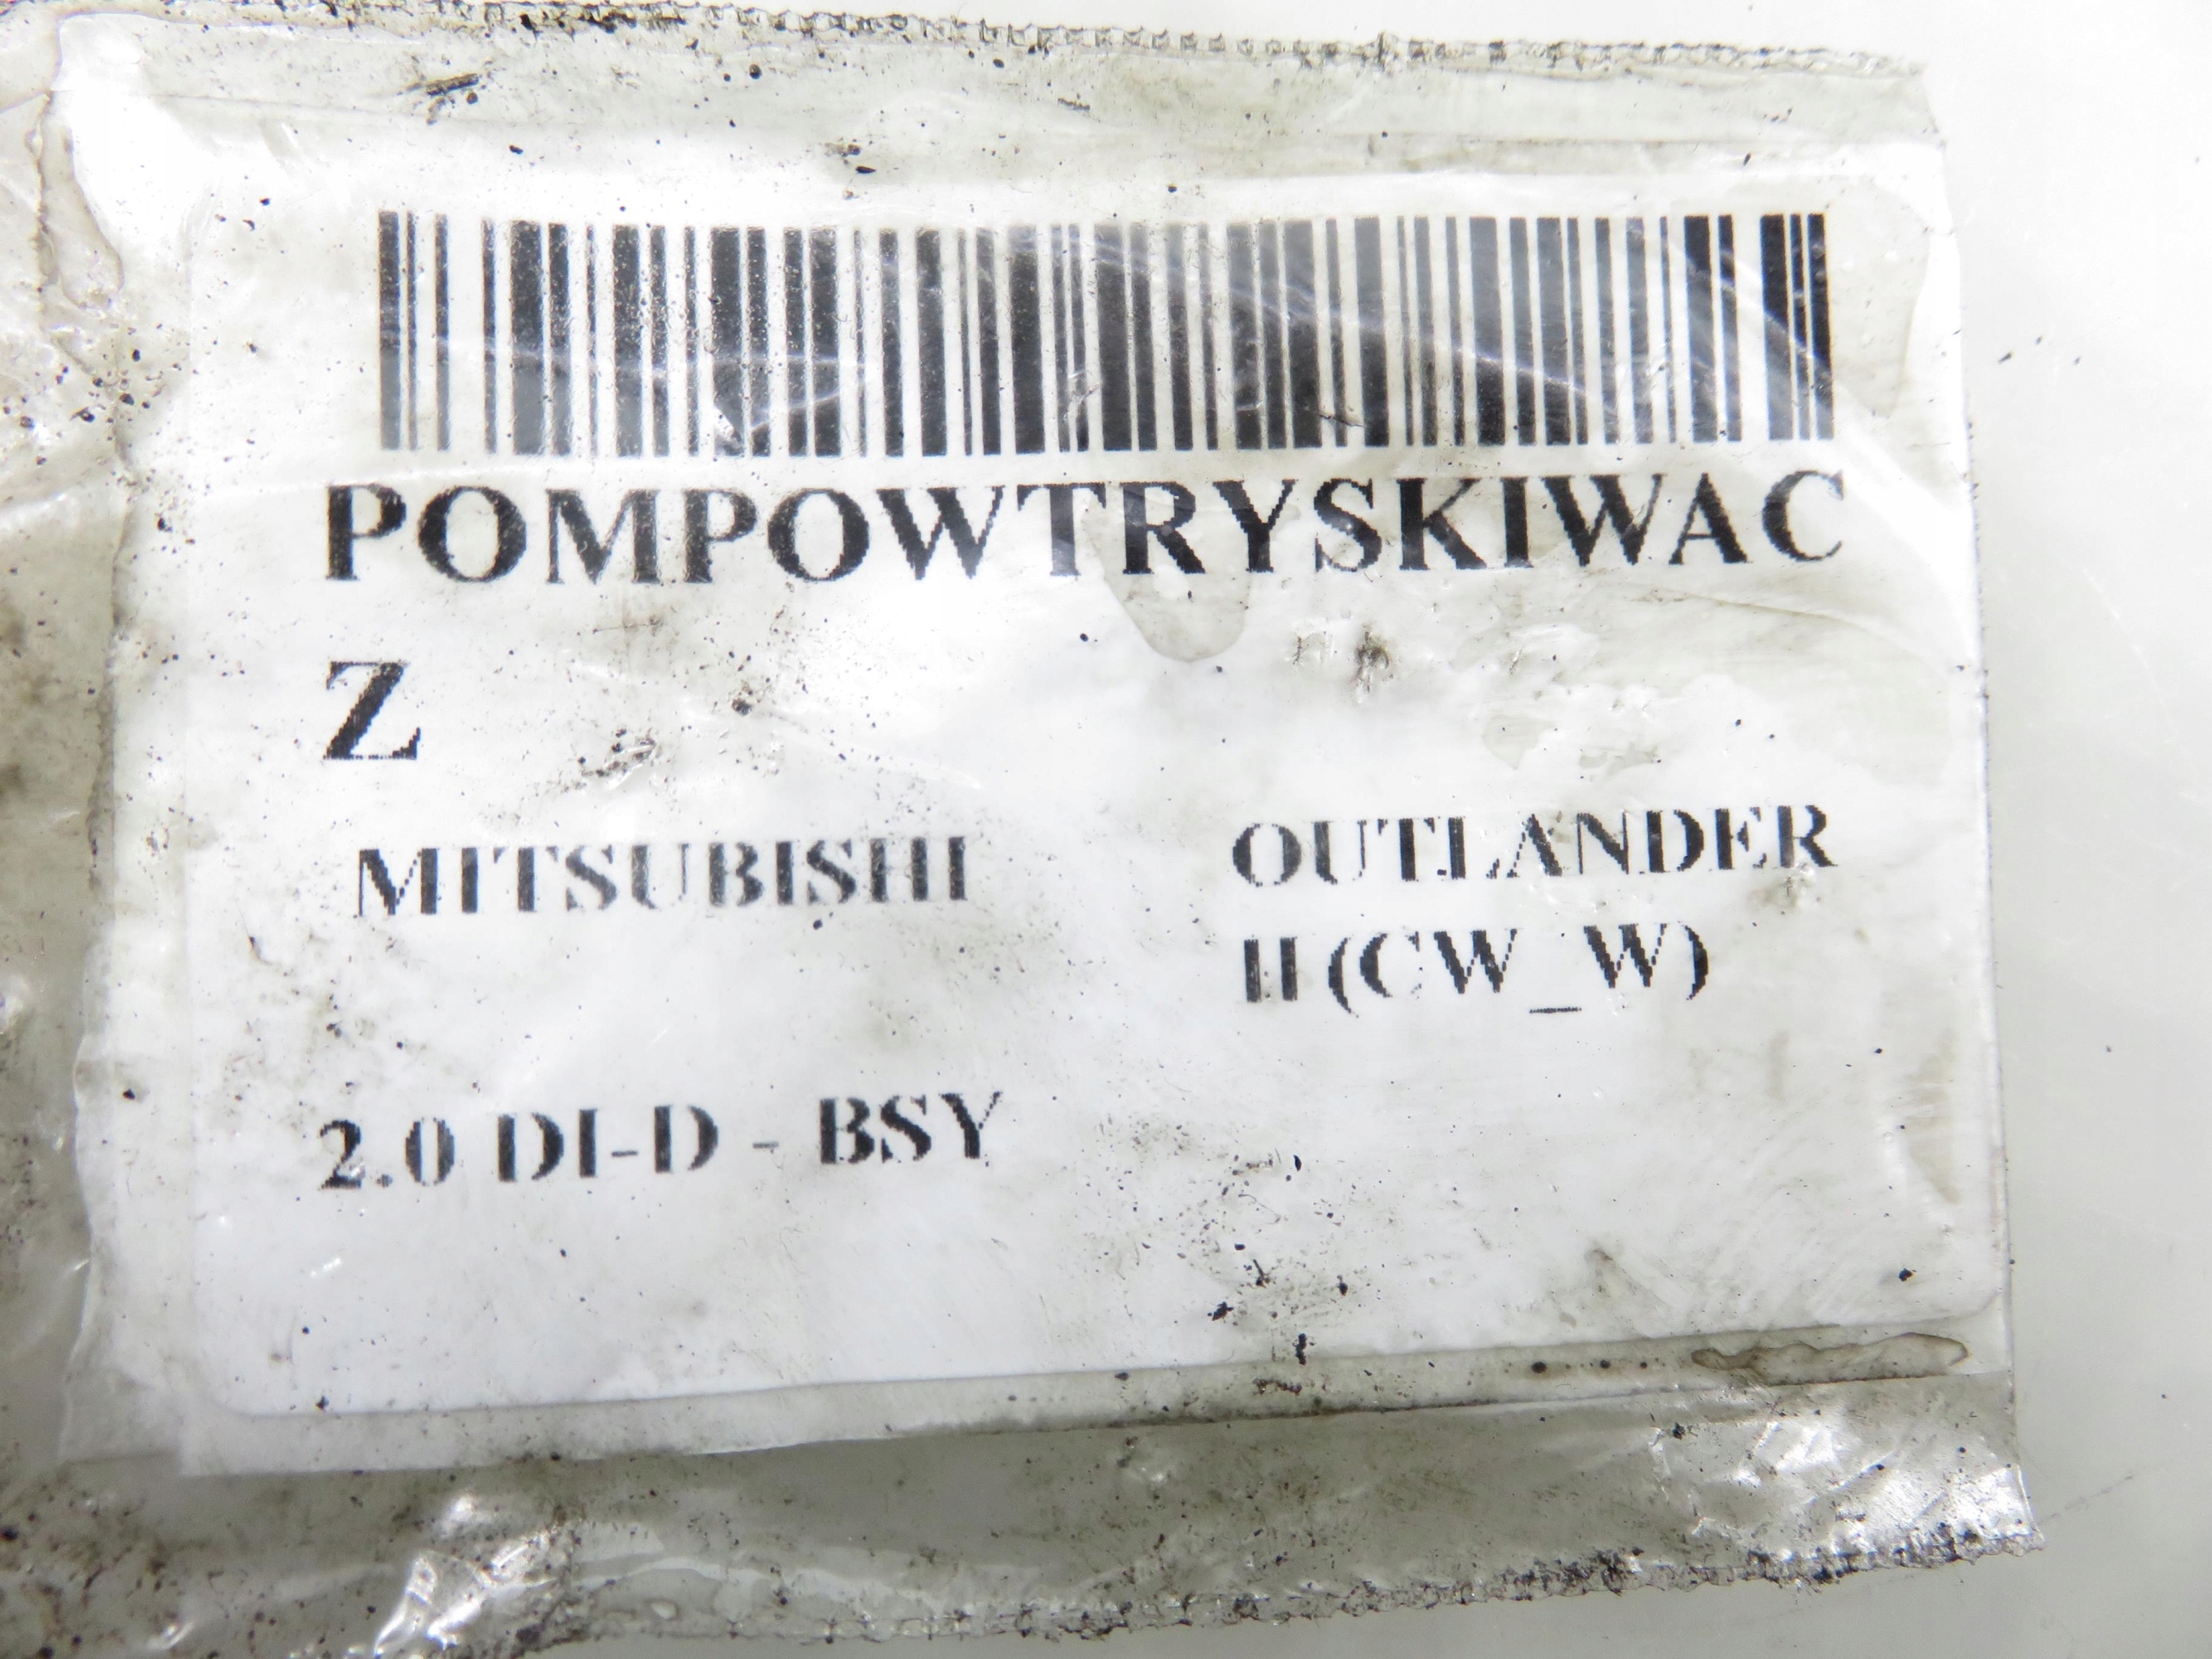 POMPOWTRYSKIWAC
Z
MITSUBISHI OUTLANDER
II (CW_W)
2.0 DI-D - BSY